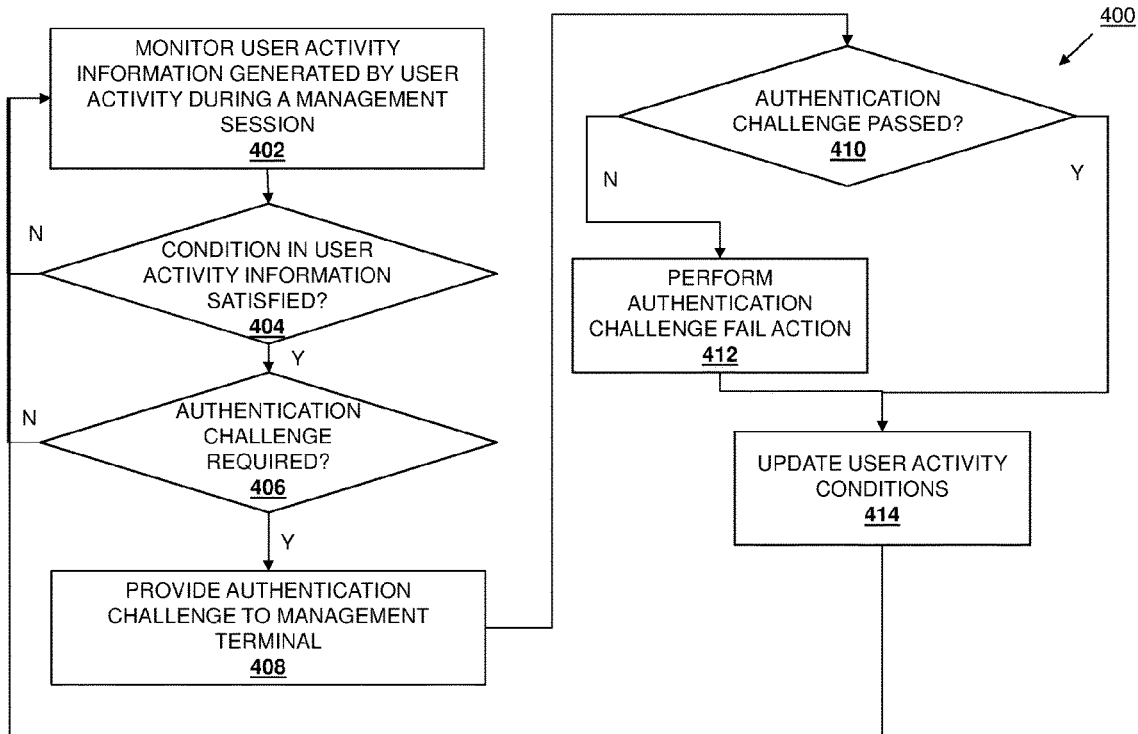 MONITOR USER ACTIVITY
INFORMATION GENERATED BY USER
ACTIVITY DURING A MANAGEMENT
SESSION
402
N
CONDITION IN USER
ACTIVITY INFORMATION
SATISFIED?
404
Y
N
AUTHENTICATION
CHALLENGE
REQUIRED?
406
Y
PROVIDE AUTHENTICATION
CHALLENGE TO MANAGEMENT
TERMINAL
408
400
AUTHENTICATION
CHALLENGE PASSED?
410
N
Y
PERFORM
AUTHENTICATION
CHALLENGE FAIL ACTION
412
UPDATE USER ACTIVITY
CONDITIONS
414